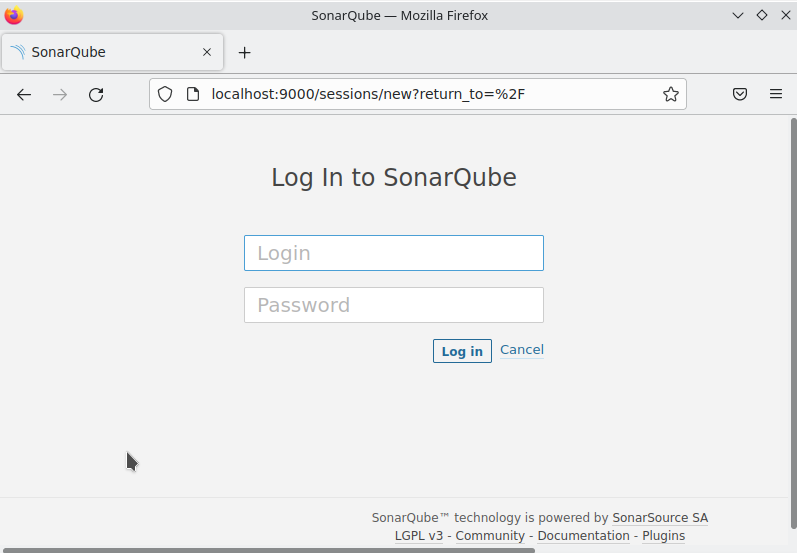 SonarQube — Mozilla Firefox
SonarQube
localhost:9000/sessions/new?return_to=%2F
Log In to SonarQube
Login
Password
Log in Cancel
SonarQube™ technology is powered by SonarSource SA
LGPL v3 - Community - Documentation - Plugins